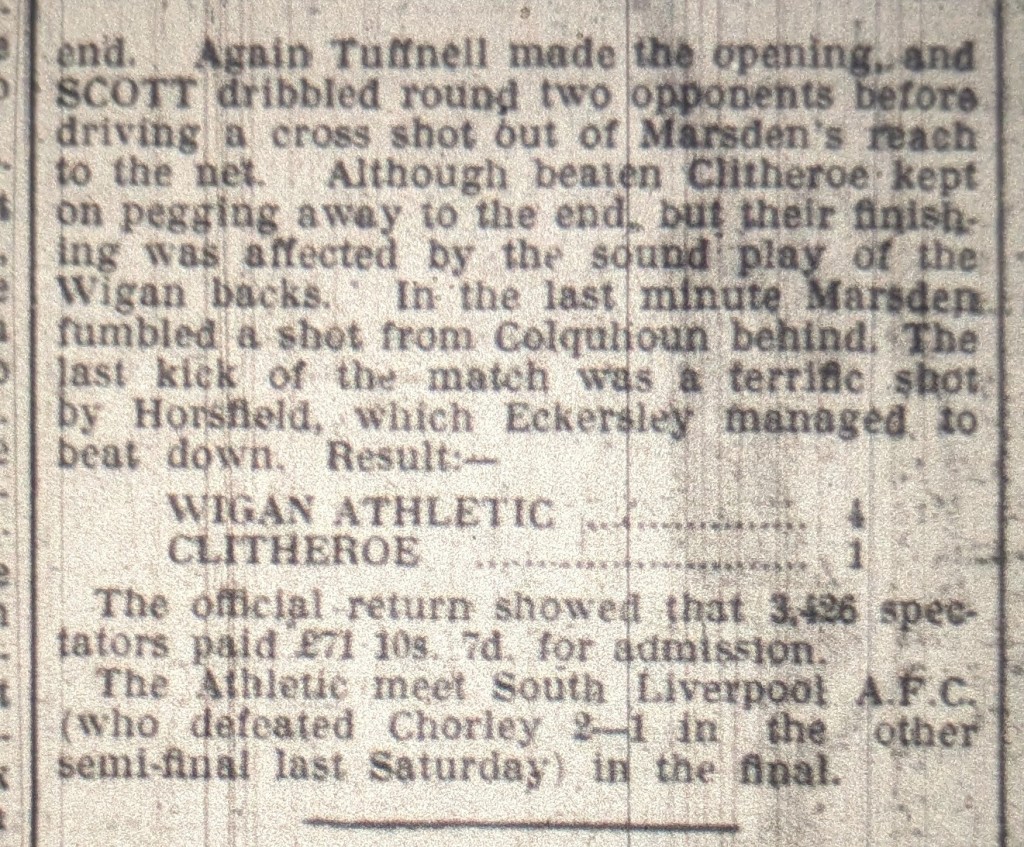 end. Again Tuffnell made the opening, and
SCOTT dribbled round two opponents before
driving a cross shot out of Marsden's reach
to the net. Although beaten Clitheroe kept
on pegging away to the end, but their finish-
ing was affected by the sound play of the
Wigan backs. In the last minute Marsden
fumbled a shot from Colquhoun behind. The
last kick of the match was a terrific shot
by Horsfield, which Eckersley managed to
beat down. Result:—
WIGAN ATHLETIC .................... 4
CLITHEROE .............................. 1
The official return showed that 3,426 spec-
tators paid £71 10s. 7d. for admission.
The Athletic meet South Liverpool A.F.C.
(who defeated Chorley 2—1 in the other
semi-final last Saturday) in the final.